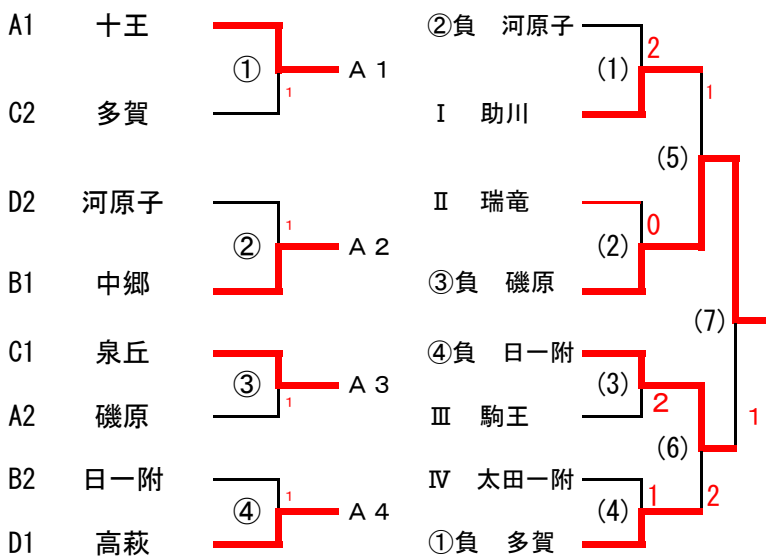 A1 十王
① A 1
1
C2 多賀
D2 河原子
1
② A 2
B1 中郷
C1 泉丘
③ A 3
1
A2 磯原
B2 日一附
1
④ A 4
D1 高萩
②負 河原子
2
(1)
1
Ⅰ 助川
(5)
Ⅱ 瑞竜
0
(2)
③負 磯原
(7)
④負 日一附
(3)
2
1
Ⅲ 駒王
(6)
Ⅳ 太田一附
1
2
(4)
①負 多賀